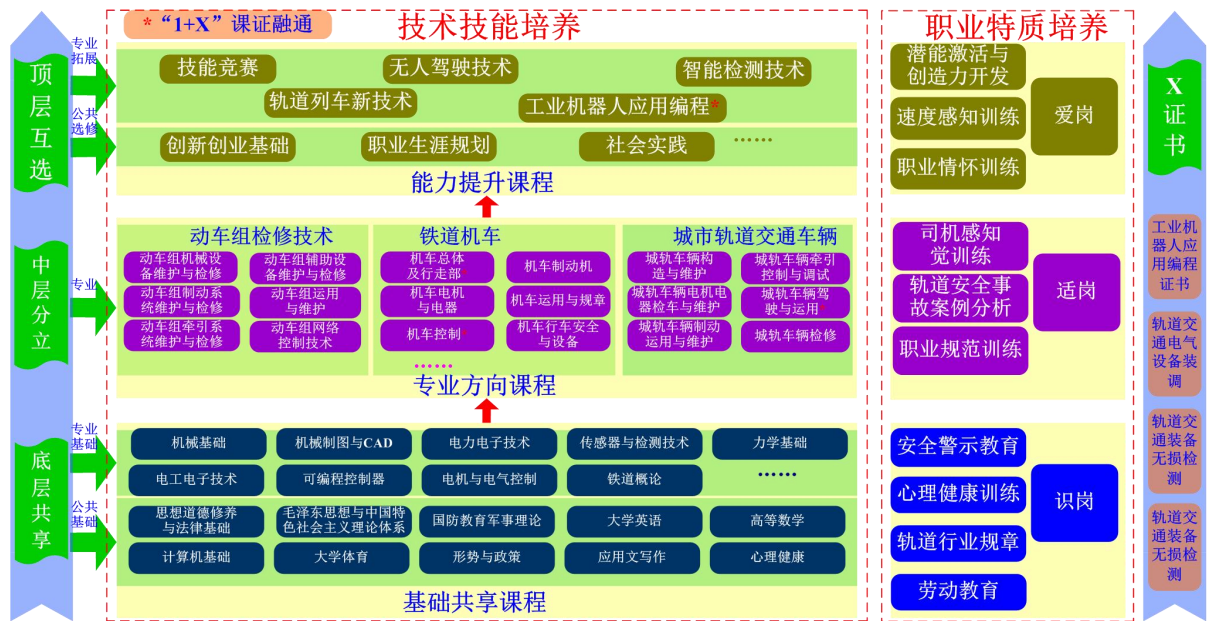 *“1+X”课证融通
技术技能培养
职业特质培养
顶
层
互
选
专业
拓展
公共
选修
技能竞赛
无人驾驶技术
智能检测技术
轨道列车新技术
工业机器人应用编程*
创新创业基础
职业生涯规划
社会实践
……
能力提升课程
潜能激活与
创造力开发
速度感知训练
职业情怀训练
爱岗
X
证
书
中
层
分
立
专业
动车组检修技术
动车组机械设
备维护与检修
动车组辅助设
备维护与检修
动车组制动系
统维护与检修
动车组运用
与维护
动车组牵引系
统维护与检修
动车组网络
控制技术
铁道机车
机车总体
及行走部*
机车制动机
机车电机
与电器
机车运用与规章
机车控制*
机车行车安全
与设备
……
城市轨道交通车辆
城轨车辆构
造与维护
城轨车辆牵引
控制与调试
城轨车辆电机电
器检车与维护
城轨车辆驾
驶与运用*
城轨车辆制动
运用与维护
城轨车辆检修
专业方向课程
司机感知
觉训练
轨道安全事
故案例分析
职业规范训练
适岗
工业机
器人应
用编程
证书
轨道交
通电气
设备装
调
轨道交
通装备
无损检
测
轨道交
通装备
无损检
测
底
层
共
享
专业
基础
公共
基础
机械基础
机械制图与CAD
电力电子技术
传感器与检测技术
力学基础
电工电子技术
可编程控制器
电机与电气控制
铁道概论
……
思想道德修养
与法律基础
毛泽东思想与中国特
色社会主义理论体系
国防教育军事理论
大学英语
高等数学
计算机基础
大学体育
形势与政策
应用文写作
心理健康
基础共享课程
安全警示教育
心理健康训练
轨道行业规章
劳动教育
识岗